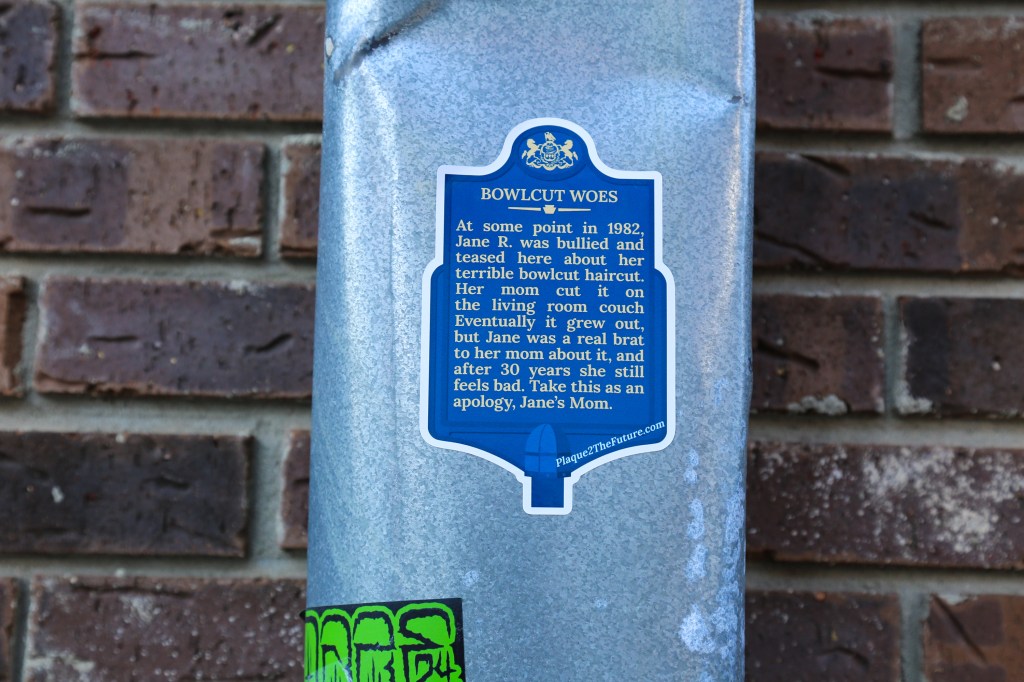 BOWLCUT WOES
At some point in 1982,
Jane R. was bullied and
teased here about her
terrible bowlcut haircut.
Her mom cut it on
the living room couch
Eventually it grew out,
but Jane was a real brat
to her mom about it, and
after 30 years she still
feels bad. Take this as an
apology, Jane's Mom.
Plaque2TheFuture.com